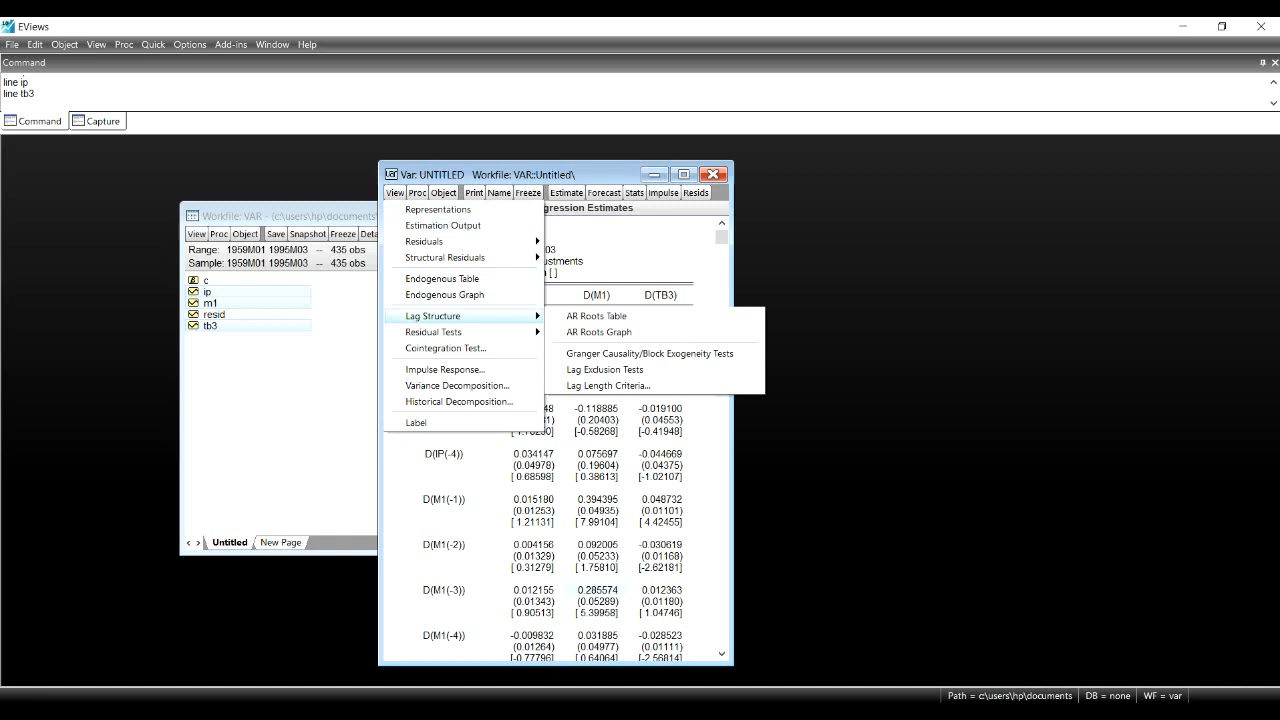 EViews
File Edit Object View Proc Quick Options Add-ins Window Help
Command
line ip
line tb3
Command Capture
Workfile: VAR - (c:\users\hp\documents\
View Proc Object Save Snapshot Freeze
Range: 1959M01 1995M03 -- 435 obs
Sample: 1959M01 1995M03 -- 435 obs
c
ip
m1
resid
tb3
Untitled New Page
Var: UNTITLED Workfile: VAR::Untitled\
View Proc Object Print Name Freeze Estimate Forecast Stats Impulse Resids
gression Estimates
03
ustments
[ ]
D(M1) D(TB3)
Representations
Estimation Output
Residuals
Structural Residuals
Endogenous Table
Endogenous Graph
Lag Structure
Residual Tests
Cointegration Test...
Impulse Response...
Variance Decomposition...
Historical Decomposition...
Label
AR Roots Table
AR Roots Graph
Granger Causality/Block Exogeneity Tests
Lag Exclusion Tests
Lag Length Criteria...
48 -0.118885 -0.019100
(0.20403) (0.04553)
[-0.58268] [-0.41948]
D(IP(-4)) 0.034147 0.075697 -0.044669
(0.04978) (0.19604) (0.04375)
[ 0.68598] [ 0.38613] [-1.02107]
D(M1(-1)) 0.015180 0.394395 0.048732
(0.01253) (0.04935) (0.01101)
[ 1.21131] [ 7.99104] [ 4.42455]
D(M1(-2)) 0.004156 0.092005 -0.030619
(0.01329) (0.05233) (0.01168)
[ 0.31279] [ 1.75810] [-2.62181]
D(M1(-3)) 0.012155 0.285574 0.012363
(0.01343) (0.05289) (0.01180)
[ 0.90513] [ 5.39958] [ 1.04746]
D(M1(-4)) -0.009832 0.031885 -0.028523
(0.01264) (0.04977) (0.01111)
[-0.77796] [ 0.64064] [-2.56814]
Path = c:\users\hp\documents DB = none WF = var